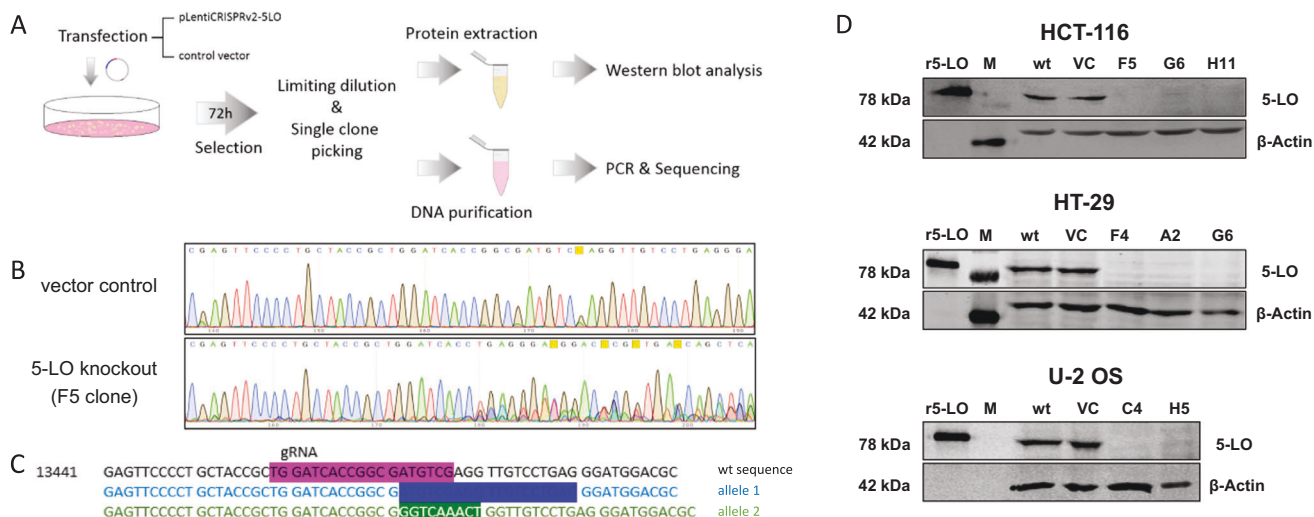 A
Transfection
pLentiCRISPRv2-5LO
control vector
72h
Selection
Limiting dilution
&
Single clone
picking
Protein extraction
Western blot analysis
DNA purification
PCR & Sequencing
B
vector control
C G A G T T C C C C T G C T A C C G C T G G A T C A C C G G C G A T G T C A G G T T G T C C T G A G G G A
5-LO knockout
(F5 clone)
C G A G T T C C C C T G C T A C C G C T G G A T C A C C T G A G G G A G G A C C G T G A C A G C T C A
160 170
C
gRNA
13441 GAGTTCCCCT GCTACCGCTG GATCACCGGC GATGTCGAGG TTGTCCTGAG GGATGGACGC wt sequence
GAGTTCCCCT GCTACCGCTG GATCACCGGC G GGATGGACGC allele 1
GAGTTCCCCT GCTACCGCTG GATCACCGGC GGGTCAAACT GGTTGTCCTGAG GGATGGACGC allele 2
D
HCT-116
r5-LO M wt VC F5 G6 H11
78 kDa 5-LO
42 kDa β-Actin
HT-29
r5-LO M wt VC F4 A2 G6
78 kDa 5-LO
42 kDa β-Actin
U-2 OS
r5-LO M wt VC C4 H5
78 kDa 5-LO
42 kDa β-Actin